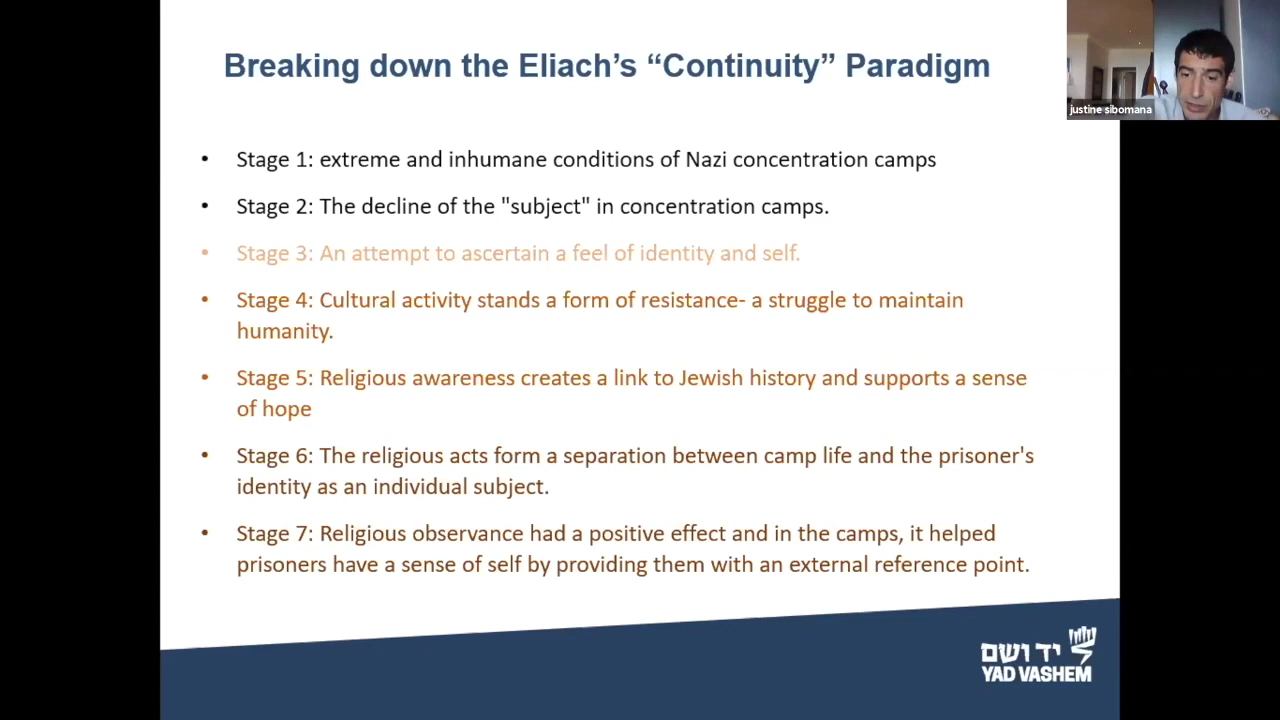 Breaking down the Eliach's “Continuity” Paradigm
justine sibomana
• Stage 1: extreme and inhumane conditions of Nazi concentration camps
• Stage 2: The decline of the "subject" in concentration camps.
• Stage 3: An attempt to ascertain a feel of identity and self.
• Stage 4: Cultural activity stands a form of resistance- a struggle to maintain
humanity.
• Stage 5: Religious awareness creates a link to Jewish history and supports a sense
of hope
• Stage 6: The religious acts form a separation between camp life and the prisoner's
identity as an individual subject.
• Stage 7: Religious observance had a positive effect and in the camps, it helped
prisoners have a sense of self by providing them with an external reference point.
יד ושם
YAD VASHEM